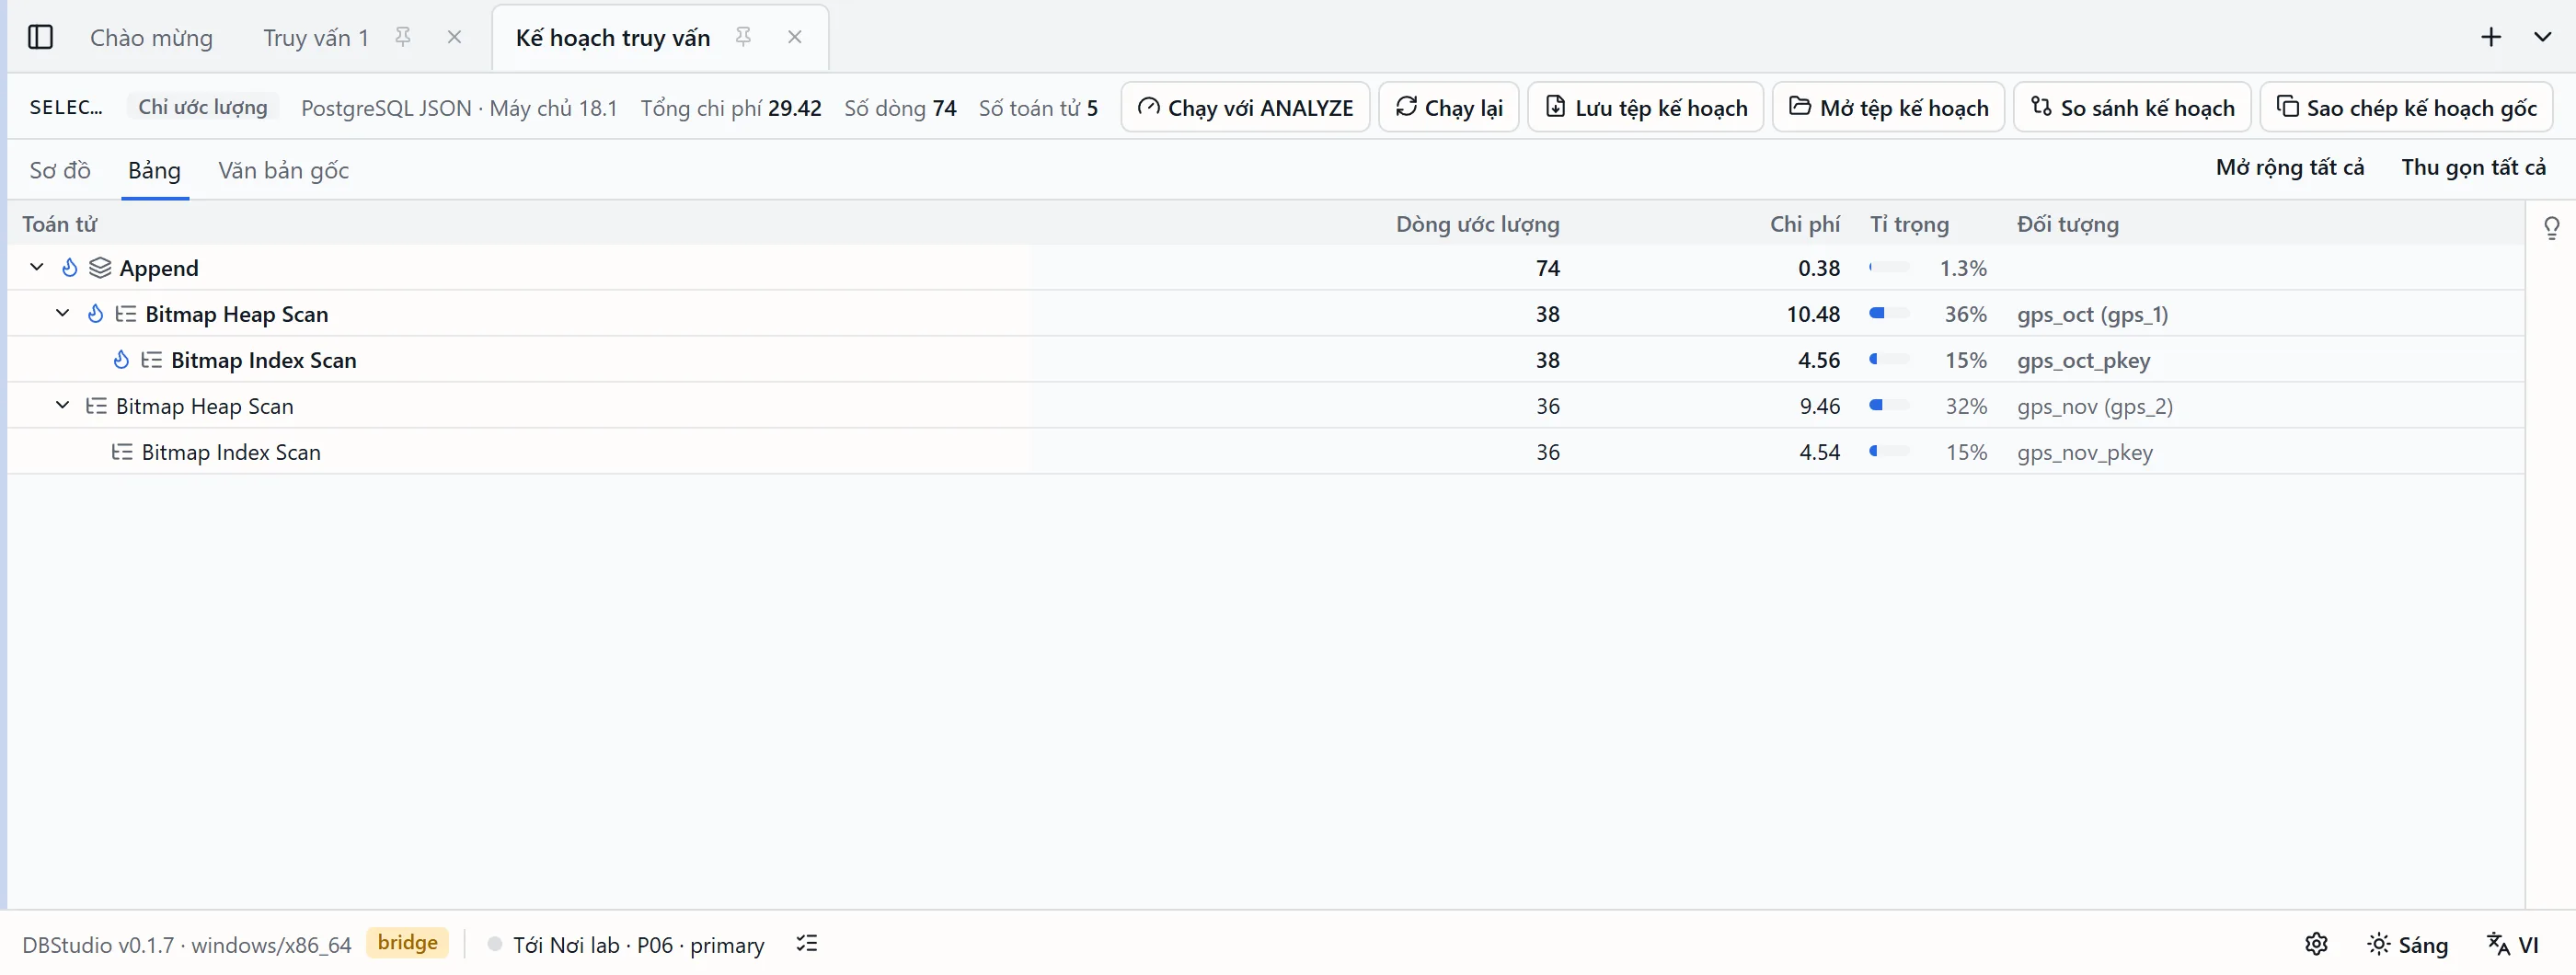 Chào mừng Truy vấn 1 Kế hoạch truy vấn
SELEC... Chỉ ước lượng PostgreSQL JSON · Máy chủ 18.1 Tổng chi phí 29.42 Số dòng 74 Số toán tử 5 Chạy với ANALYZE Chạy lại Lưu tệp kế hoạch Mở tệp kế hoạch So sánh kế hoạch Sao chép kế hoạch gốc
Sơ đồ Bảng Văn bản gốc Mở rộng tất cả Thu gọn tất cả
Toán tử Dòng ước lượng Chi phí Tỉ trọng Đối tượng
Append 74 0.38 1.3%
Bitmap Heap Scan 38 10.48 36% gps_oct (gps_1)
Bitmap Index Scan 38 4.56 15% gps_oct_pkey
Bitmap Heap Scan 36 9.46 32% gps_nov (gps_2)
Bitmap Index Scan 36 4.54 15% gps_nov_pkey
DBStudio v0.1.7 · windows/x86_64 bridge Tới Nơi lab · P06 · primary Sáng VI